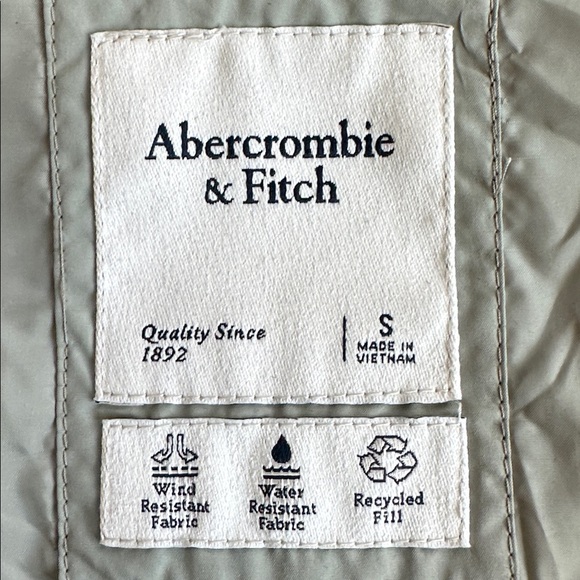 Abercrombie
& Fitch
Quality Since
1892
S
MADE IN
VIETNAM
Wind
Resistant
Fabric
Water
Resistant
Fabric
Recycled
Fill